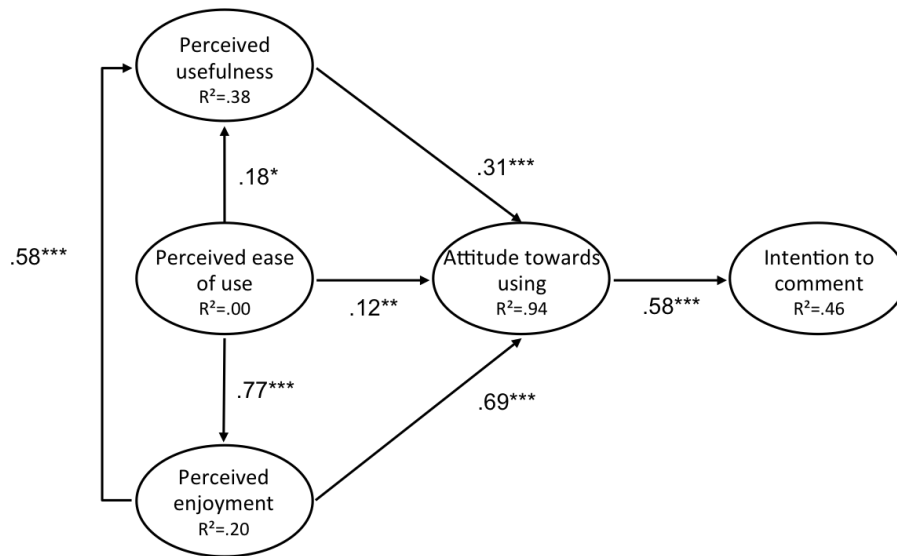 Perceived
usefulness
R²=.38
.18*
.31***
.58***
Perceived ease
of use
R²=.00
.12**
Attitude towards
using
R²=.94
.58***
Intention to
comment
R²=.46
.77***
.69***
Perceived
enjoyment
R²=.20